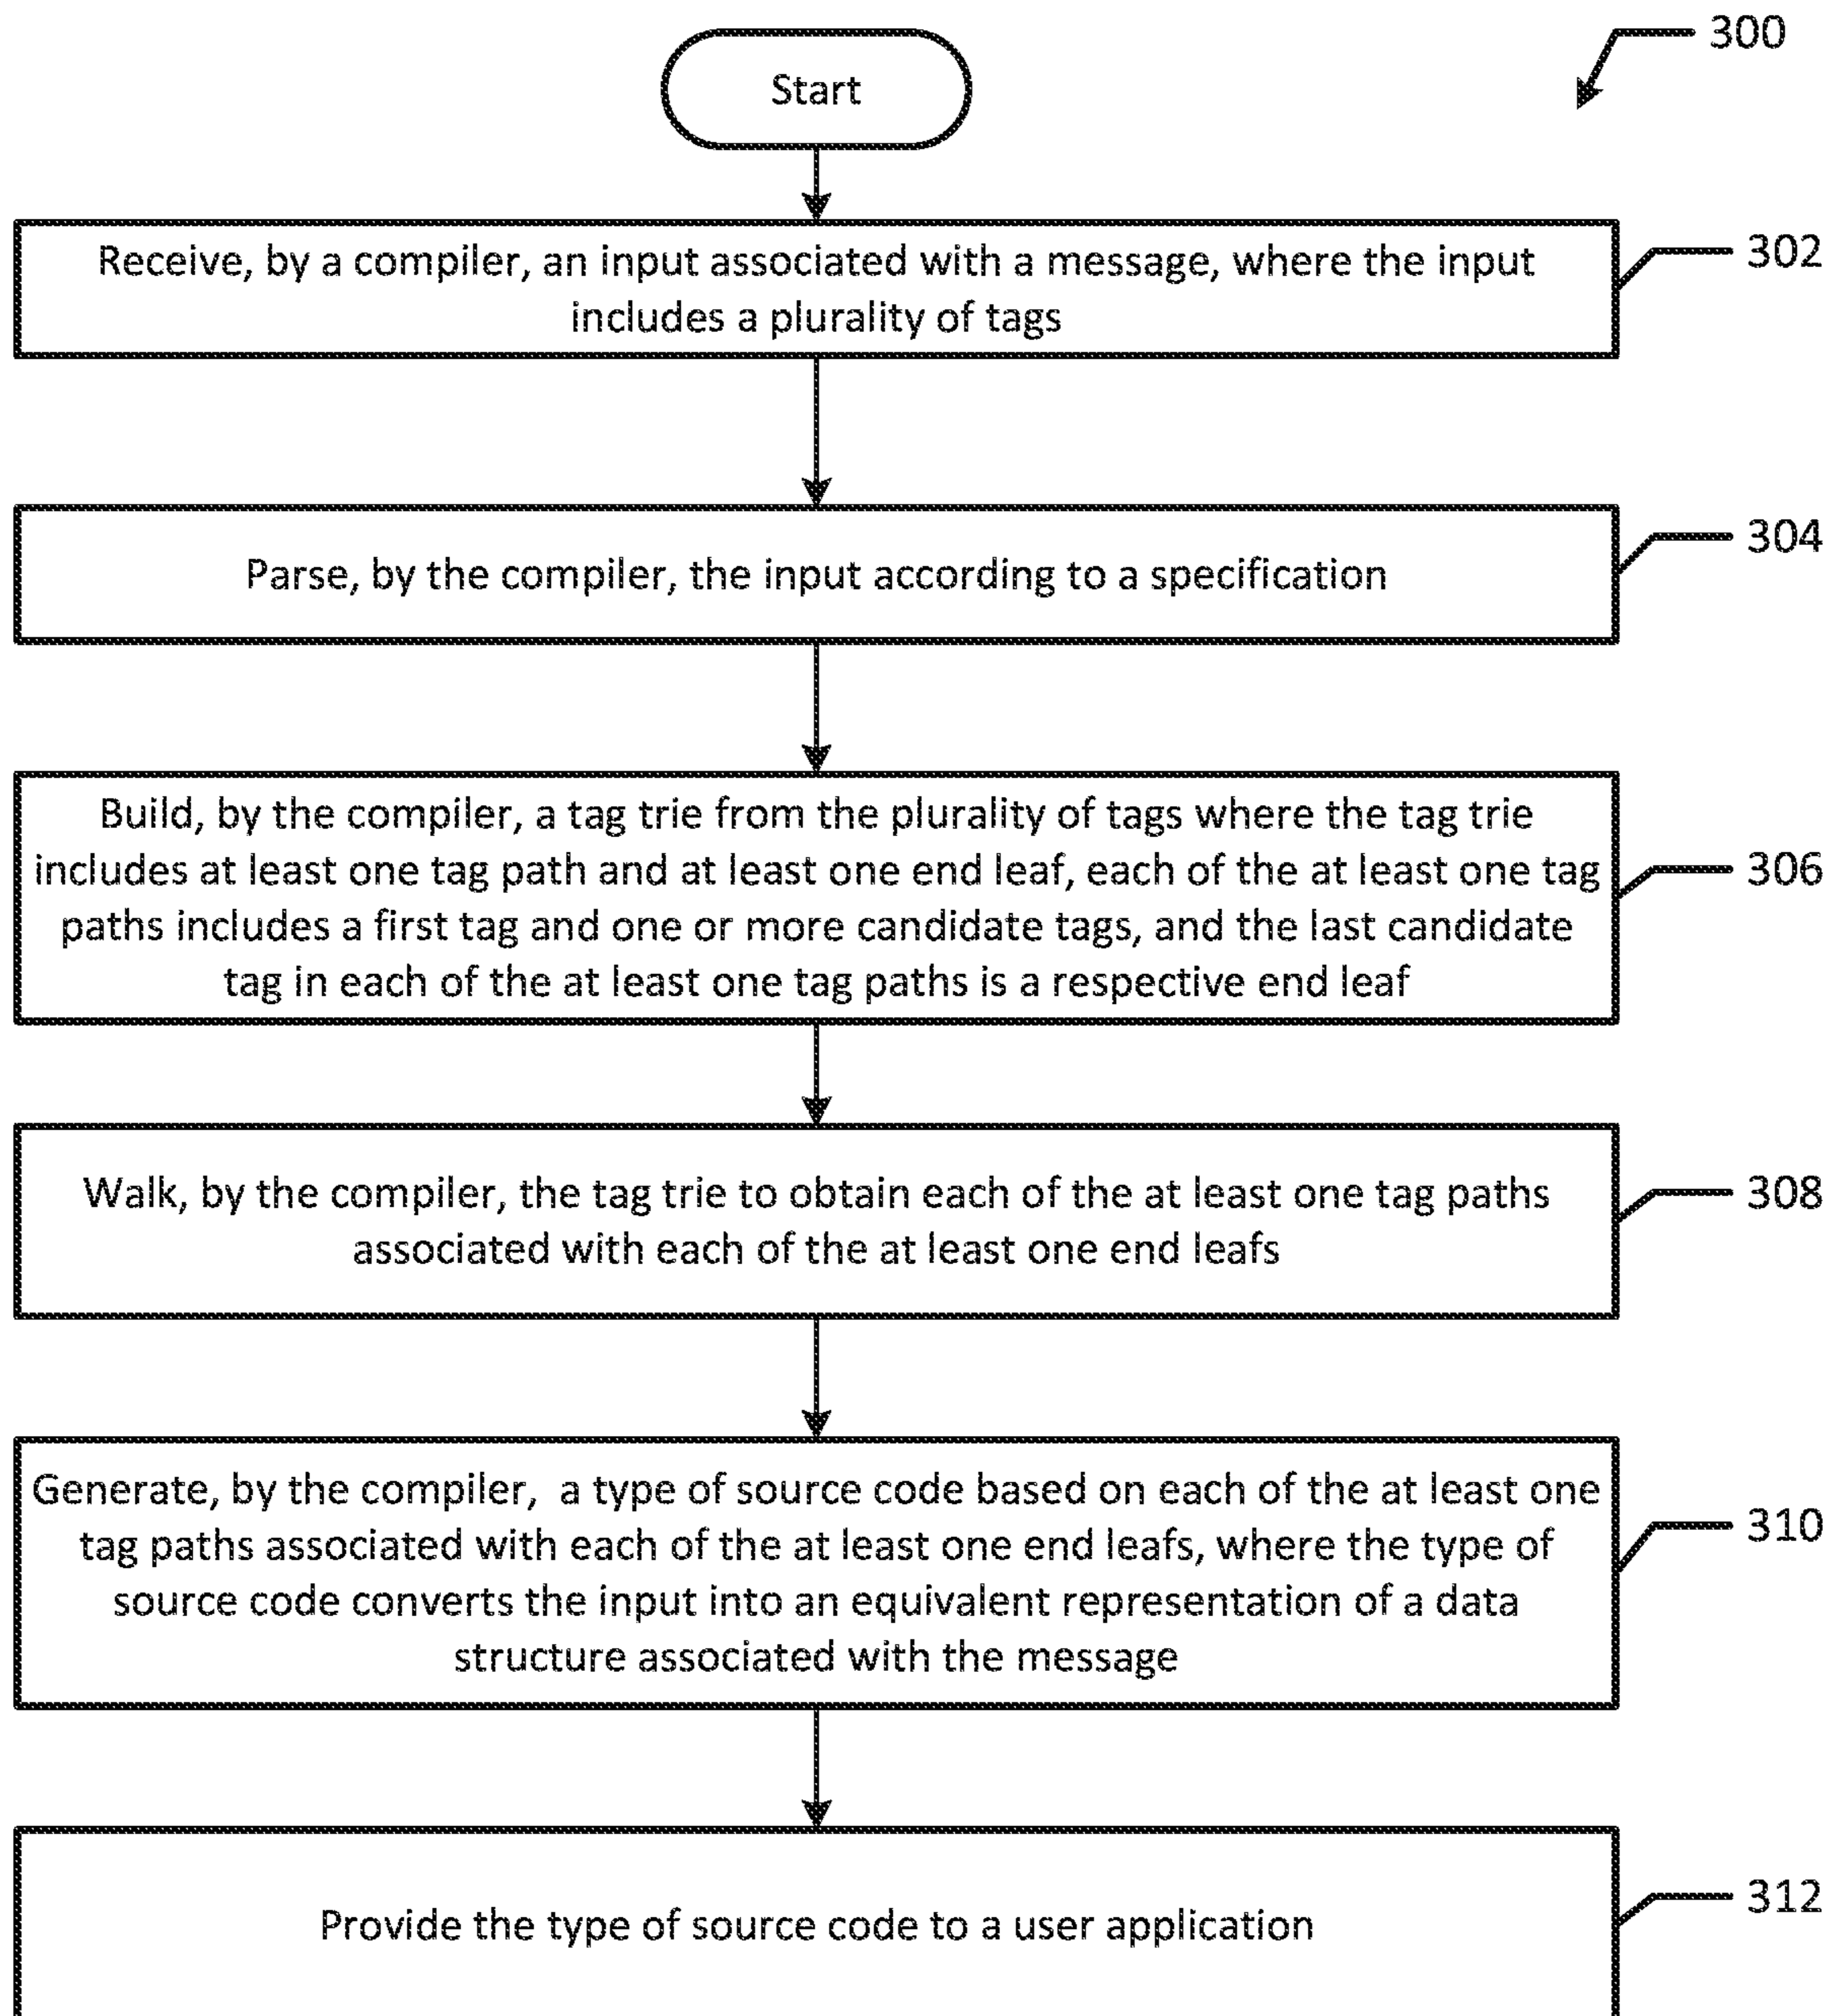 300
Start
Receive, by a compiler, an input associated with a message, where the input
includes a plurality of tags
302
Parse, by the compiler, the input according to a specification
304
Build, by the compiler, a tag trie from the plurality of tags where the tag trie
includes at least one tag path and at least one end leaf, each of the at least one tag
paths includes a first tag and one or more candidate tags, and the last candidate
tag in each of the at least one tag paths is a respective end leaf
306
Walk, by the compiler, the tag trie to obtain each of the at least one tag paths
associated with each of the at least one end leafs
308
Generate, by the compiler, a type of source code based on each of the at least one
tag paths associated with each of the at least one end leafs, where the type of
source code converts the input into an equivalent representation of a data
structure associated with the message
310
Provide the type of source code to a user application
312